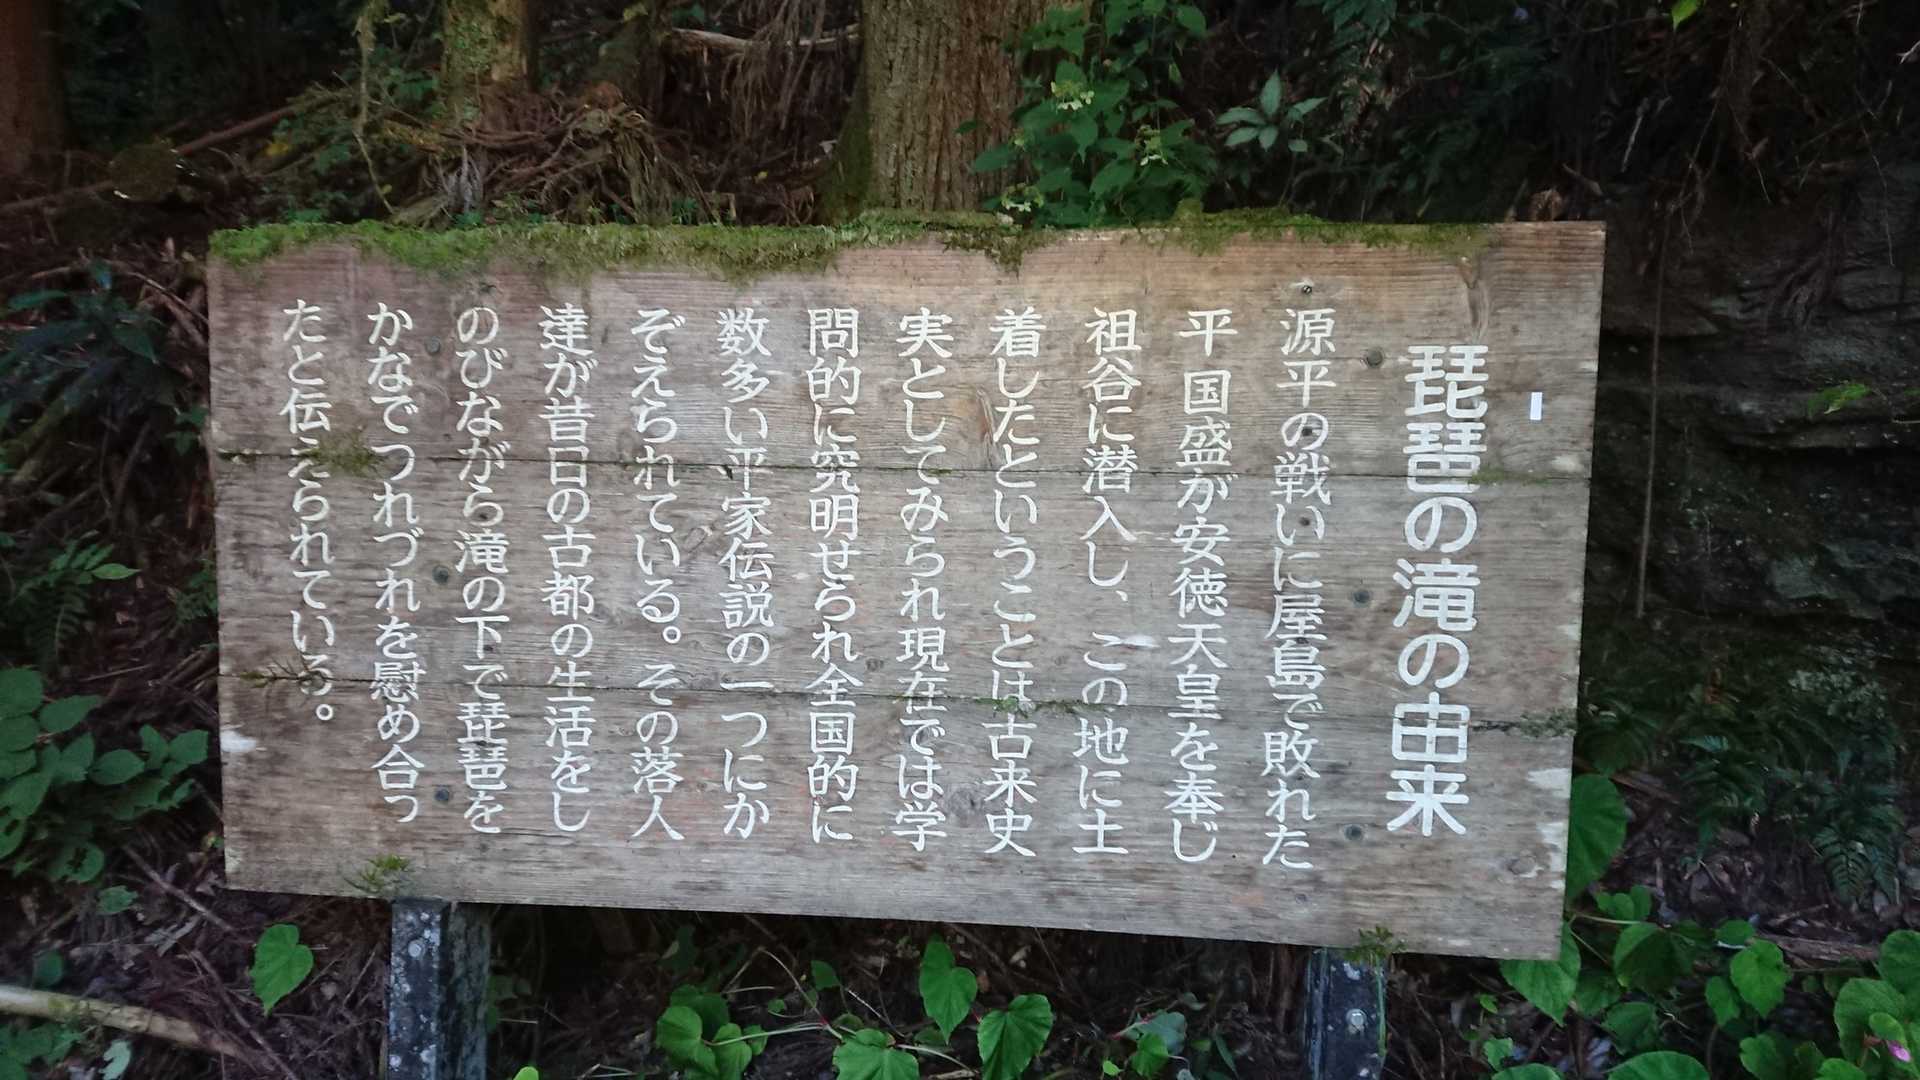 琵琶の滝の由来
源平の戦いに屋島で敗れた
平国盛が安徳天皇を奉じ
祖谷に潜入し、この地に土
着したということは古来史
実としてみられ現在では学
問的に究明せられ全国的に
数多い平家伝説の一つにか
ぞえられている。その落人
達が昔日の古都の生活をし
のびながら滝の下で琵琶を
かなでつれづれを慰め合っ
たと伝えられている。